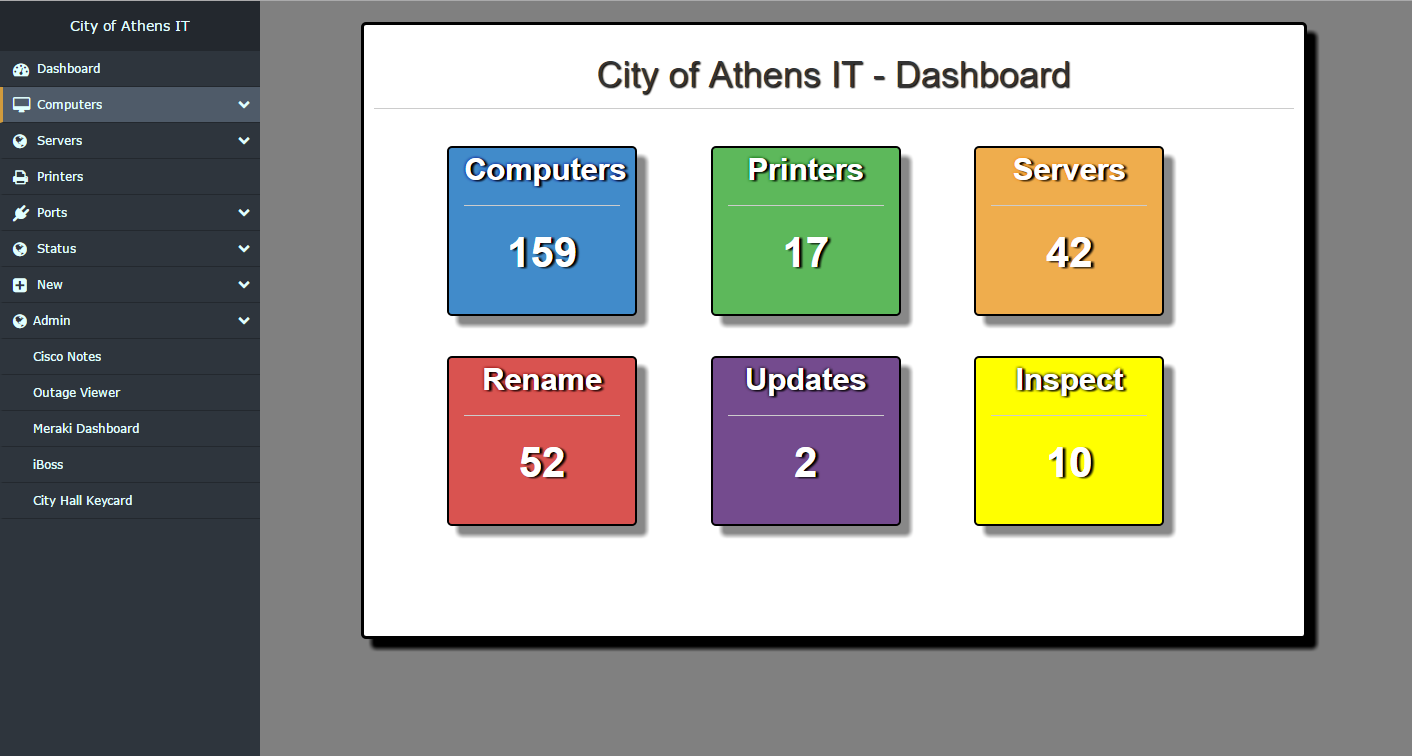 City of Athens IT
Dashboard
Computers
Servers
Printers
Ports
Status
New
Admin
Cisco Notes
Outage Viewer
Meraki Dashboard
iBoss
City Hall Keycard
City of Athens IT - Dashboard
Computers
159
Printers
17
Servers
42
Rename
52
Updates
2
Inspect
10